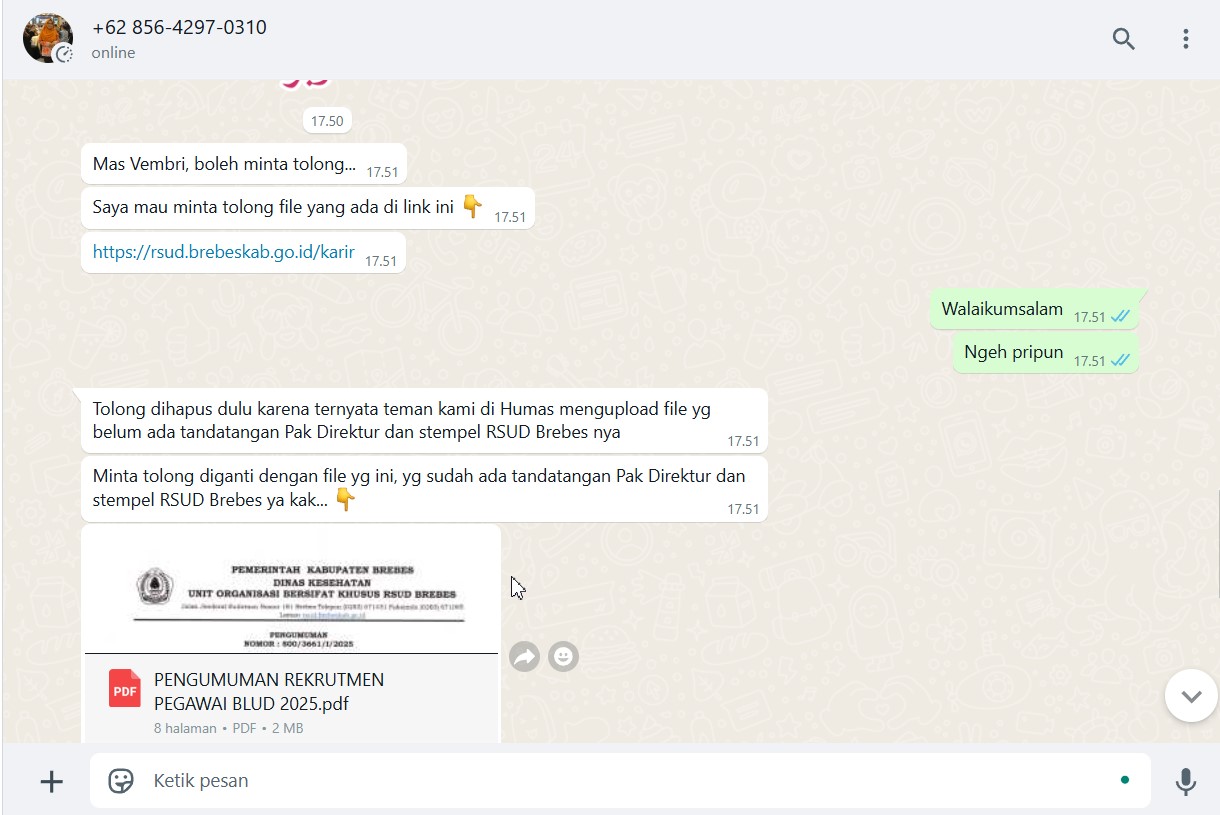 +62 856-4297-0310
online
17.50
Mas Vembri, boleh minta tolong... 17.51
Saya mau minta tolong file yang ada di link ini 👇 17.51
https://rsud.brebeskab.go.id/karir 17.51
Walaikumsalam 17.51
Ngeh pripun 17.51
Tolong dihapus dulu karena ternyata teman kami di Humas mengupload file yg
belum ada tandatangan Pak Direktur dan stempel RSUD Brebes nya 17.51
Minta tolong diganti dengan file yg ini, yg sudah ada tandatangan Pak Direktur dan
stempel RSUD Brebes ya kak... 👇 17.51
PEMERINTAH KABUPATEN BREBES
DINAS KESEHATAN
UNIT ORGANISASI BERSIFAT KHUSUS RSUD BREBES
PENGUMUMAN
NOMOR : 800/3661/1/2025
PDF
PENGUMUMAN REKRUTMEN
PEGAWAI BLUD 2025.pdf
8 halaman • PDF • 2 MB
Ketik pesan